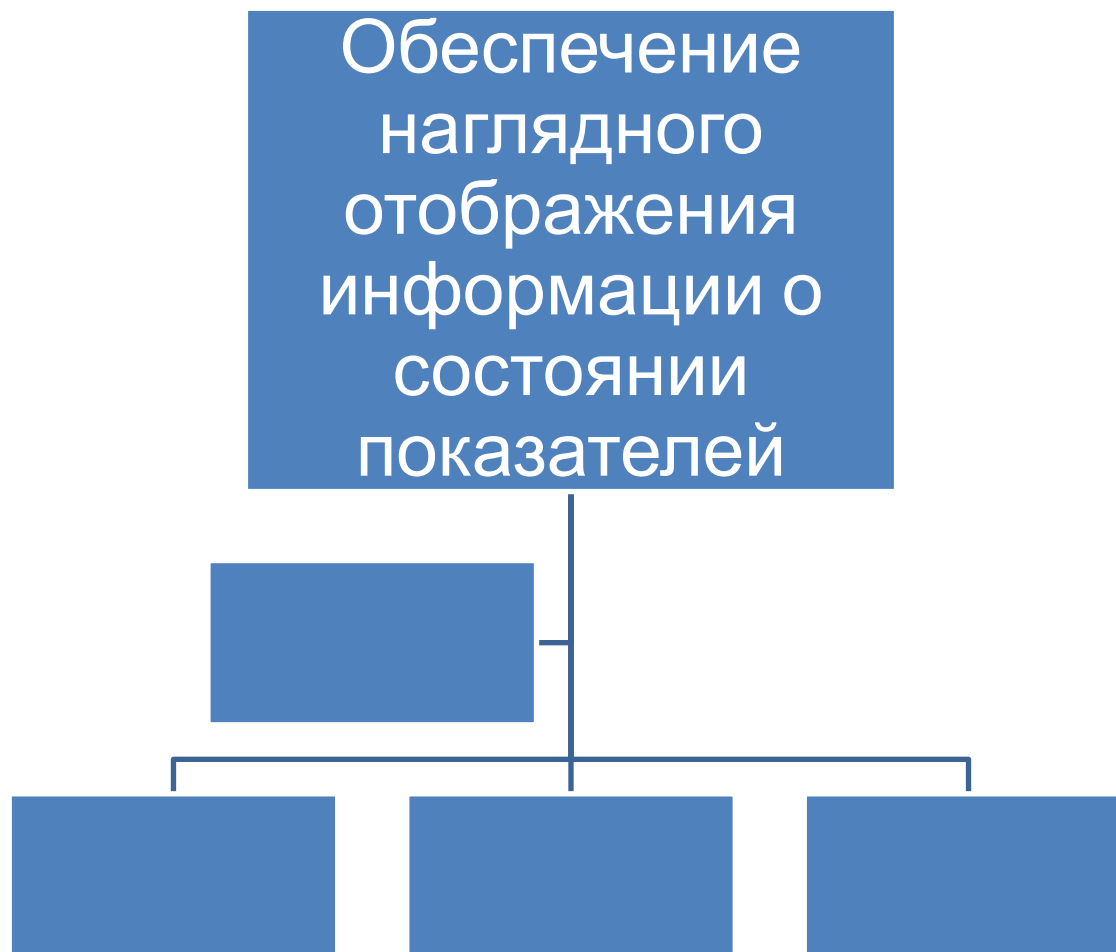 Обеспечение
наглядного
отображения
информации о
состоянии
показателей